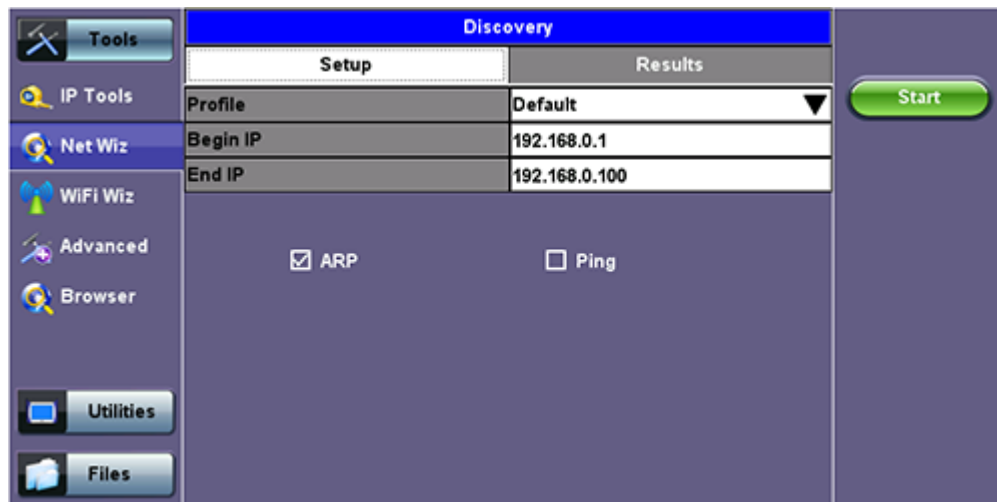 Tools
IP Tools
Net Wiz
WiFi Wiz
Advanced
Browser
Utilities
Files
Discovery
Setup Results
Profile Default
Begin IP 192.168.0.1
End IP 192.168.0.100
ARP Ping
Start